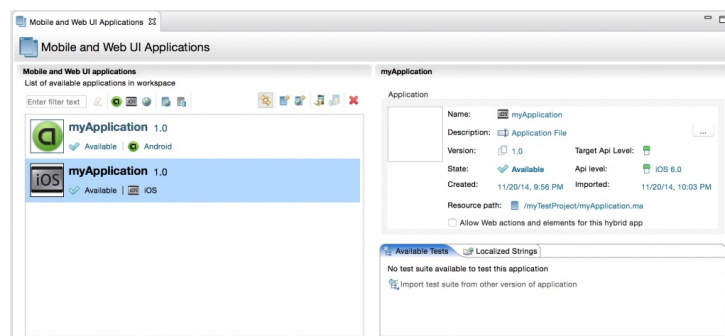 Mobile and Web UI Applications
Mobile and Web UI Applications
Mobile and Web UI applications
List of available applications in workspace
Enter filter text
iOS
a
myApplication 1.0
Available | Android
iOS
myApplication 1.0
Available | iOS
myApplication
Application
Name: myApplication
Description: Application File ...
Version: 1.0 Target Api Level:
State: Available Api level: iOS 6.0
Created: 11/20/14, 9:56 PM Imported: 11/20/14, 10:03 PM
Resource path: /myTestProject/myApplication.ma
Allow Web actions and elements for this hybrid app
Available Tests Localized Strings
No test suite available to test this application
Import test suite from other version of application